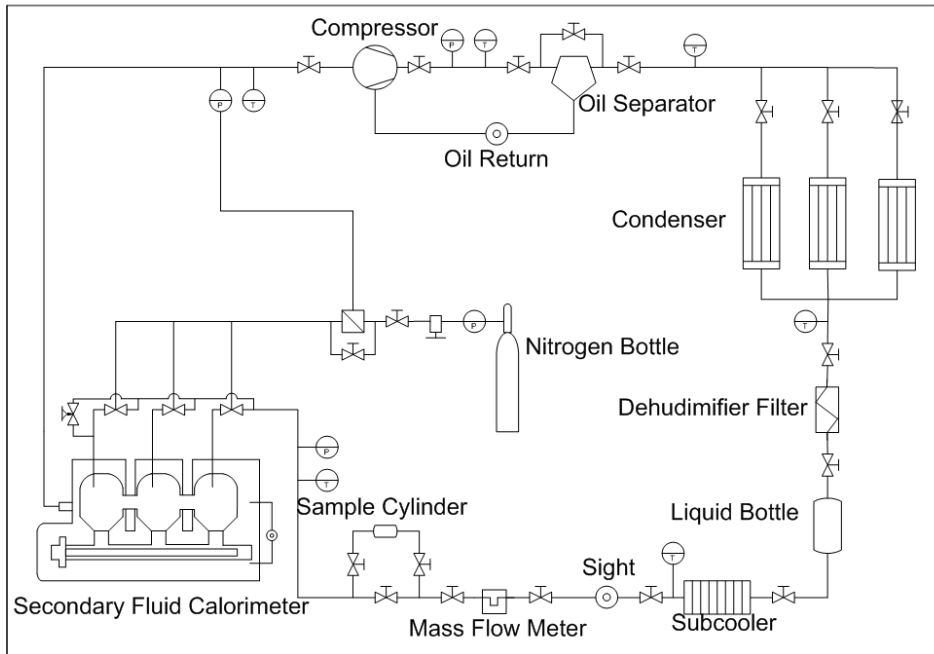 Compressor
P
T
T
P
T
Oil Separator
Oil Return
Condenser
P
T
Nitrogen Bottle
Dehudimifier Filter
P
T
Sample Cylinder
Liquid Bottle
Sight
T
Secondary Fluid Calorimeter
Mass Flow Meter
Subcooler